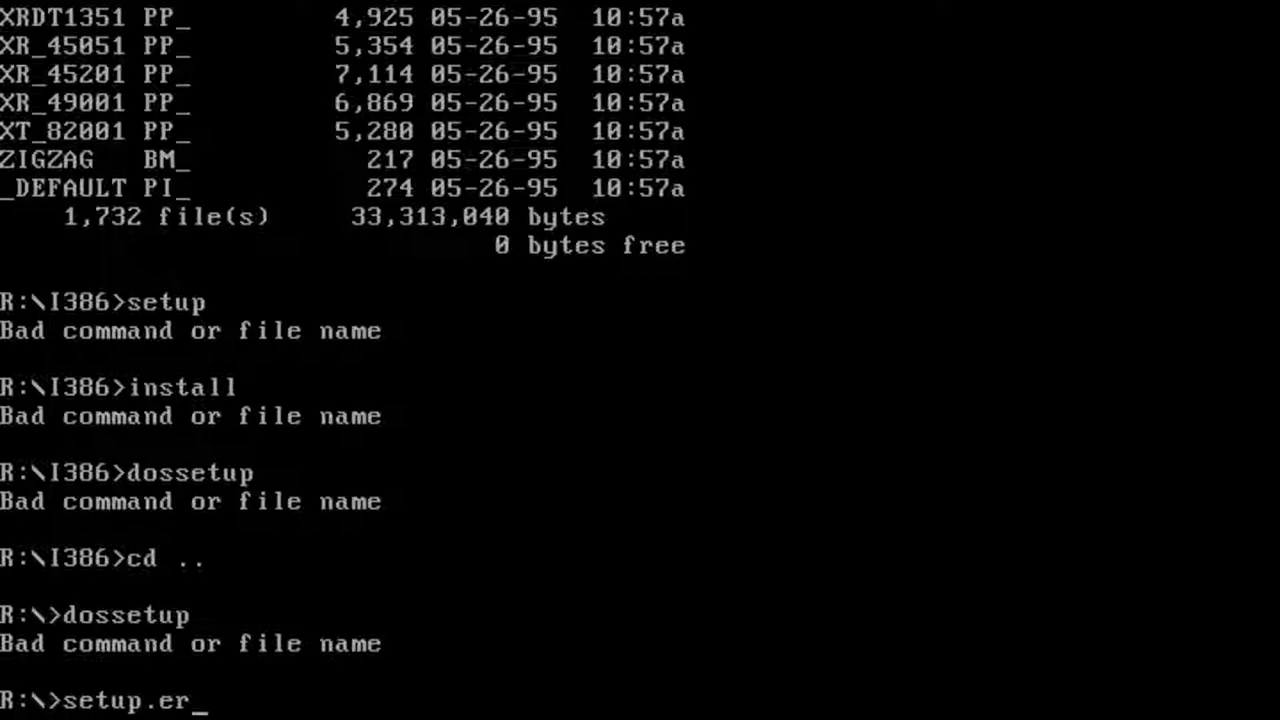 XRDT1351 PP_ 4,925 05-26-95 10:57a
XR_45051 PP_ 5,354 05-26-95 10:57a
XR_45201 PP_ 7,114 05-26-95 10:57a
XR_49001 PP_ 6,869 05-26-95 10:57a
XT_82001 PP_ 5,280 05-26-95 10:57a
ZIGZAG BM_ 217 05-26-95 10:57a
_DEFAULT PI_ 274 05-26-95 10:57a
1,732 file(s) 33,313,040 bytes
0 bytes free
R:\I386>setup
Bad command or file name
R:\I386>install
Bad command or file name
R:\I386>dossetup
Bad command or file name
R:\I386>cd ..
R:\>dossetup
Bad command or file name
R:\>setup.er_